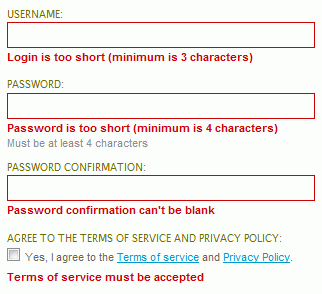 USERNAME:
Login is too short (minimum is 3 characters)
PASSWORD:
Password is too short (minimum is 4 characters)
Must be at least 4 characters
PASSWORD CONFIRMATION:
Password confirmation can't be blank
AGREE TO THE TERMS OF SERVICE AND PRIVACY POLICY:
Yes, I agree to the Terms of service and Privacy Policy.
Terms of service must be accepted